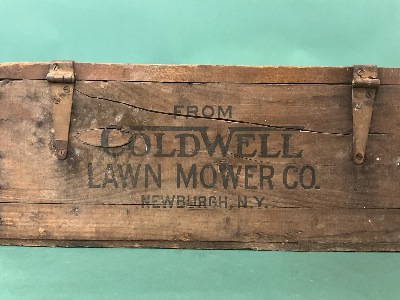 FROM
COLDWELL
LAWN MOWER CO.
NEWBURGH, N.Y.